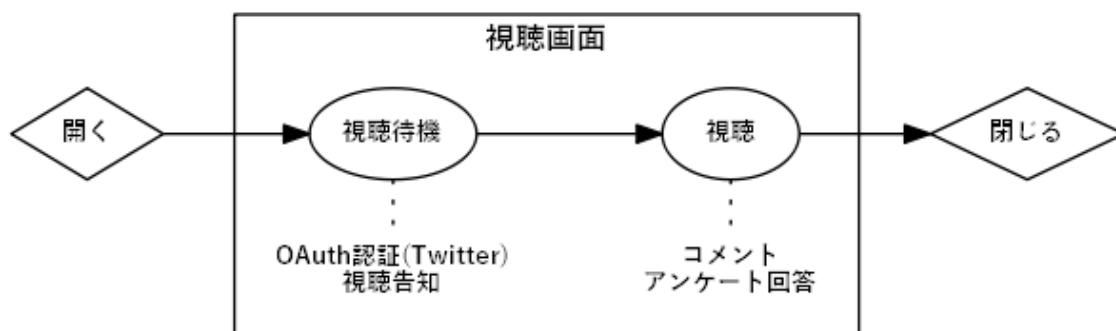 視聴画面
開く
視聴待機
視聴
閉じる
OAuth認証(Twitter)
視聴告知
コメント
アンケート回答